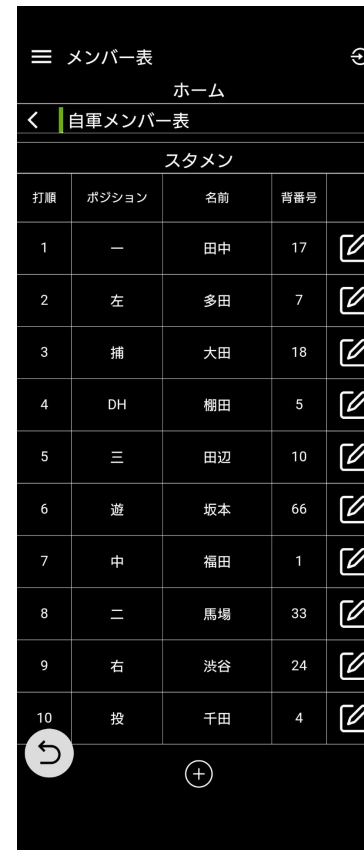 メンバー表
ホーム
自軍メンバー表
スタメン
打順 ポジション 名前 背番号
1 一 田中 17
2 左 多田 7
3 捕 大田 18
4 DH 棚田 5
5 三 田辺 10
6 遊 坂本 66
7 中 福田 1
8 二 馬場 33
9 右 渋谷 24
10 投 千田 4